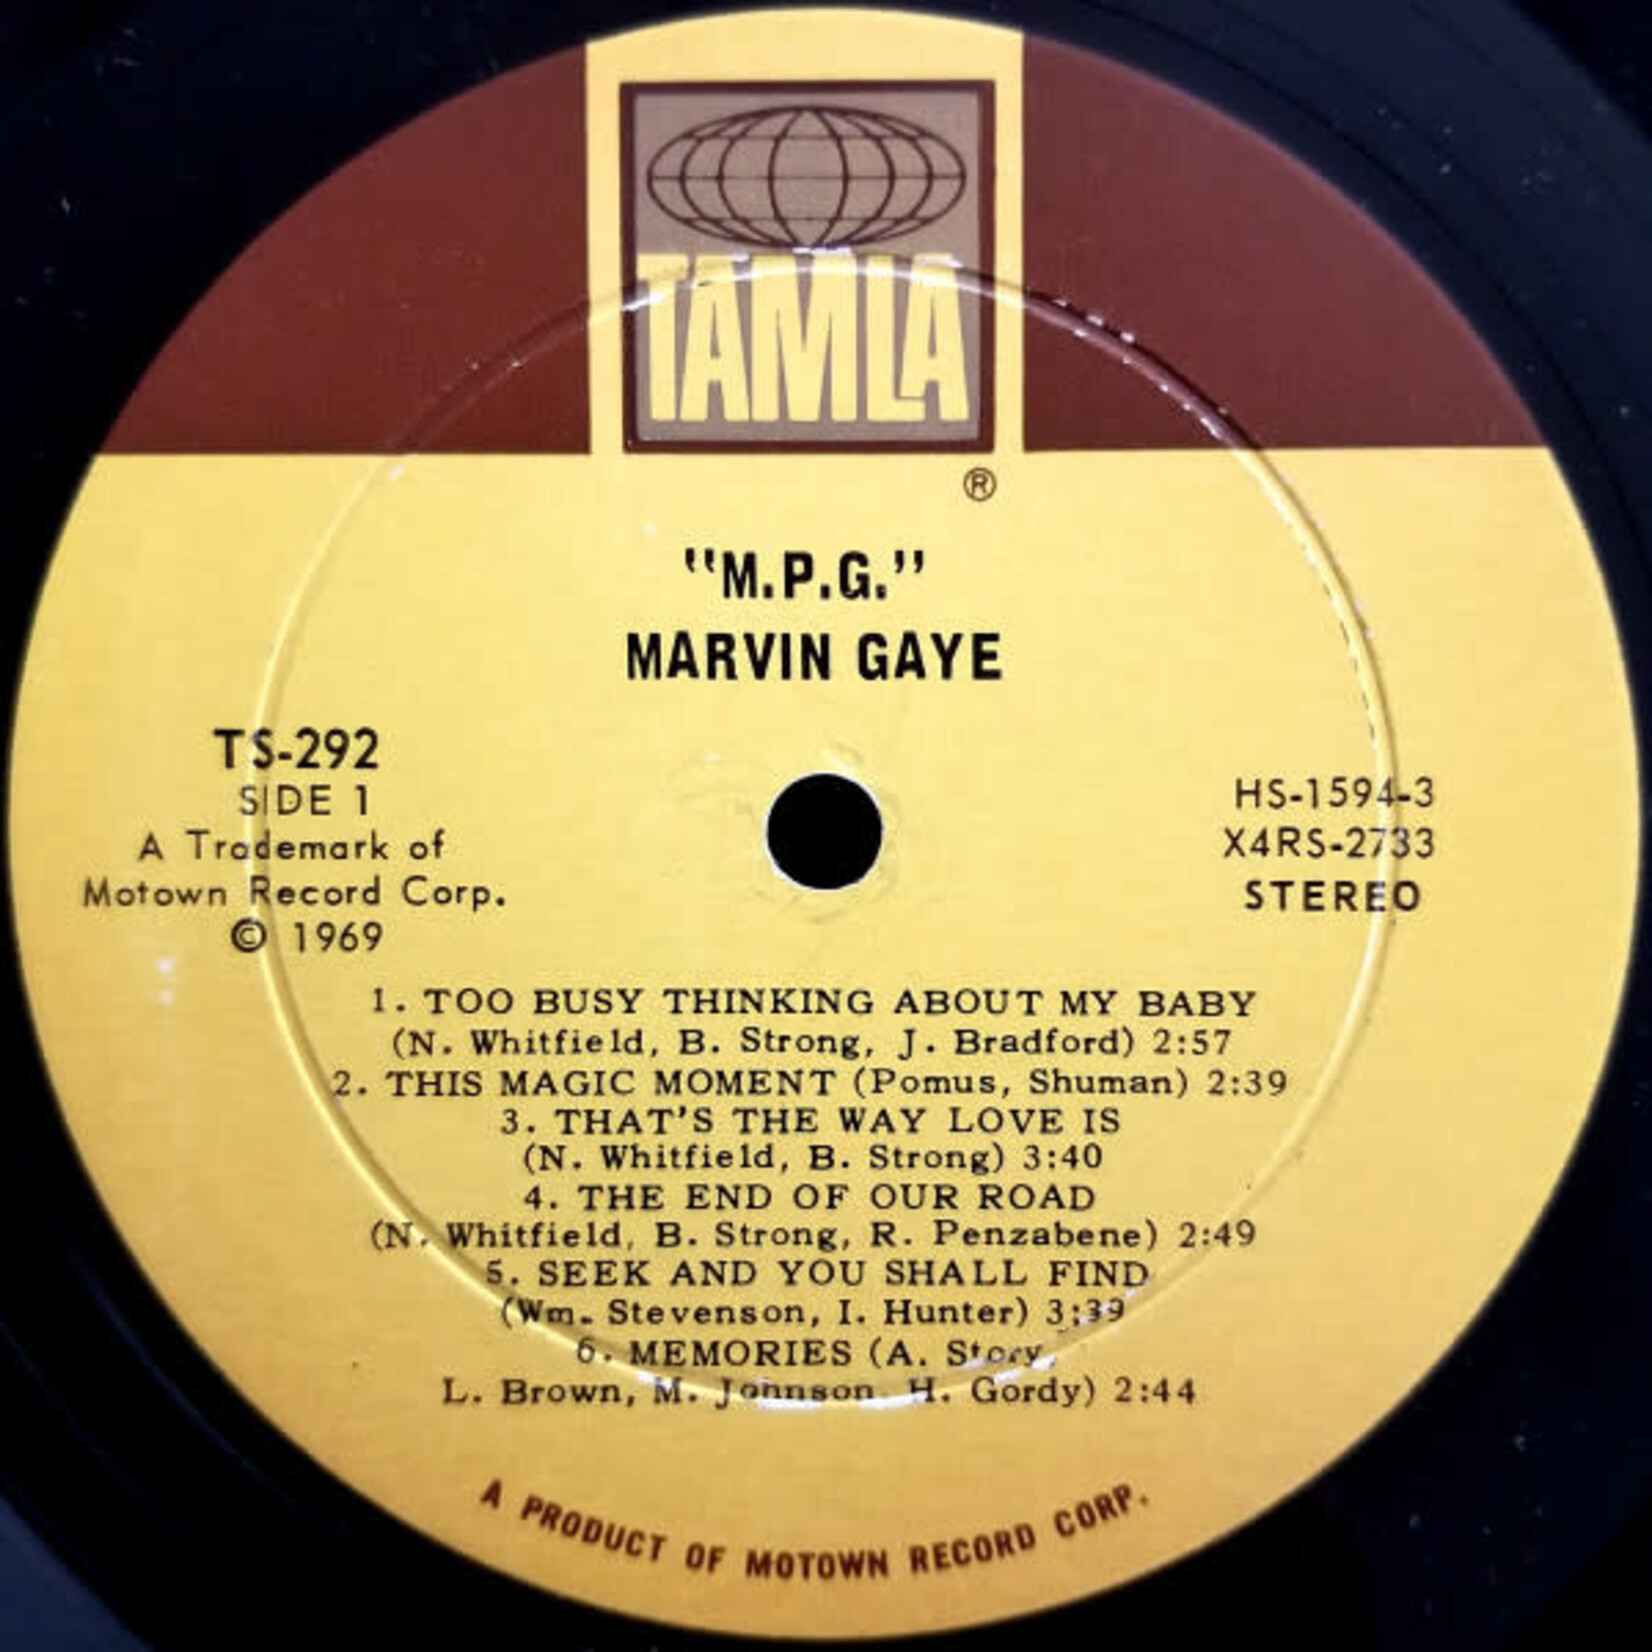 TAMLA
®
"M.P.G."
MARVIN GAYE
TS-292
SIDE 1
A Trademark of
Motown Record Corp.
© 1969
HS-1594-3
X4RS-2733
STEREO
1. TOO BUSY THINKING ABOUT MY BABY
(N. Whitfield, B. Strong, J. Bradford) 2:57
2. THIS MAGIC MOMENT (Pomus, Shuman) 2:39
3. THAT'S THE WAY LOVE IS
(N. Whitfield, B. Strong) 3:40
4. THE END OF OUR ROAD
(N. Whitfield, B. Strong, R. Penzabene) 2:49
5. SEEK AND YOU SHALL FIND
(Wm. Stevenson, I. Hunter) 3:39
6. MEMORIES (A. Story,
L. Brown, M. Johnson, H. Gordy) 2:44
A PRODUCT OF MOTOWN RECORD CORP.